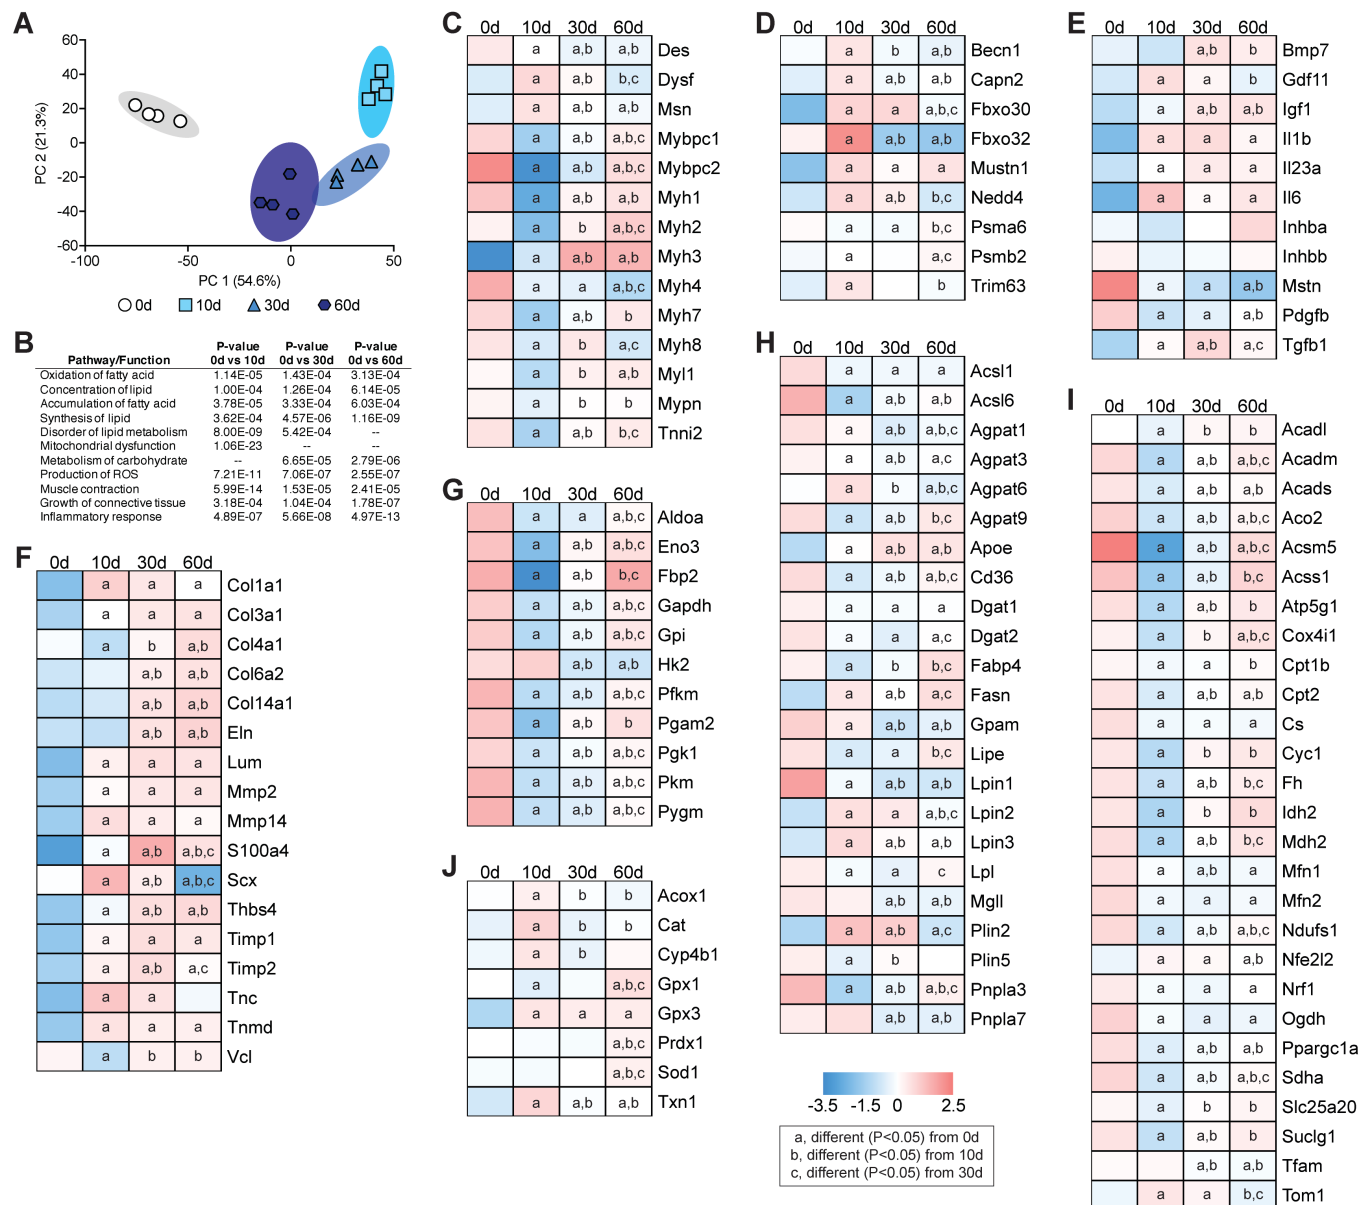 A
60
40
20
0
-20
-40
-60
PC 2 (21.3%)
-100
-50
0
50
PC 1 (54.6%)
0d
10d
30d
60d
B
Pathway/Function P-value 0d vs 10d P-value 0d vs 30d P-value 0d vs 60d
Oxidation of fatty acid 1.14E-05 1.43E-04 3.13E-04
Concentration of lipid 1.00E-04 1.26E-04 6.14E-05
Accumulation of fatty acid 3.78E-05 3.33E-04 6.03E-04
Synthesis of lipid 3.62E-04 4.57E-06 1.16E-09
Disorder of lipid metabolism 8.00E-09 5.42E-04 --
Mitochondrial dysfunction 1.06E-23 -- --
Metabolism of carbohydrate -- 6.65E-05 2.79E-06
Production of ROS 7.21E-11 7.06E-07 2.55E-07
Muscle contraction 5.99E-14 1.53E-05 2.41E-05
Growth of connective tissue 3.18E-04 1.04E-04 1.78E-07
Inflammatory response 4.89E-07 5.66E-08 4.97E-13
C
0d 10d 30d 60d
a a,b a,b Des
a a,b b,c Dysf
a a,b a,b Msn
a a,b a,b,c Mybpc1
a a,b a,b,c Mybpc2
a a,b a,b Myh1
a b a,b,c Myh2
a a,b a,b Myh3
a a a,b,c Myh4
a a,b b Myh7
a b a,c Myh8
a b a,b Myl1
a b b Mypn
a a,b b,c Tnni2
D
0d 10d 30d 60d
a b a,b Becn1
a a,b a,b Capn2
a a a,b,c Fbxo30
a a,b a,b Fbxo32
a a a Mustn1
a a b,c Nedd4
a a b,c Psma6
a a,c Psmb2
a b Trim63
E
0d 10d 30d 60d
a,b b Bmp7
a a b Gdf11
a a,b a,b Igf1
a a a Il1b
a a a Il23a
a a a Il6
Inhba
Inhbb
a a a,b Mstn
a a a,b Pdgfb
a a,b a,c Tgfb1
F
0d 10d 30d 60d
a a a Col1a1
a a a Col3a1
a b a,b Col4a1
a,b a,b Col6a2
a,b a,b Col14a1
a,b a,b Eln
a a a Lum
a a a Mmp2
a a a Mmp14
a a,b a,b,c S100a4
a a,b a,b,c Scx
a a,b a,b Thbs4
a a a Timp1
a a,b a,c Timp2
a a Tnc
a a a Tnmd
a b b Vcl
G
0d 10d 30d 60d
a a a,b,c Aldoa
a a,b a,b,c Eno3
a a,b b,c Fbp2
a a,b a,b,c Gapdh
a a,b a,b,c Gpi
a,b a,b Hk2
a a,b a,b,c Pfkm
a a,b b Pgam2
a a,b a,b,c Pgk1
a a,b a,b,c Pkm
a a,b a,b,c Pygm
H
0d 10d 30d 60d
a a a Acsl1
a a,b a,b Acsl6
a a,b a,b,c Agpat1
a a,b a,c Agpat3
a b a,b,c Agpat6
a a,b b,c Agpat9
a a,b a,b Apoe
a a,b a,b,c Cd36
a a a Dgat1
a a a,c Dgat2
a b b,c Fabp4
a a,b a,c Fasn
a a,b a,b Gpam
a a b,c Lipe
a a,b a,b Lpin1
a a a,b,c Lpin2
a a,b a,b Lpin3
a a c Lpl
a,b a,b Mgll
a a,b a,c Plin2
a b Plin5
a a,b a,b,c Pnpla3
a,b a,b Pnpla7
I
0d 10d 30d 60d
a b b Acadl
a a,b a,b,c Acadm
a a,b a,b Acads
a a,b a,b,c Aco2
a a,b a,b,c Acsm5
a a,b b,c Acss1
a a,b b Atp5g1
a b a,b,c Cox4i1
a a b Cpt1b
a a,b a,b Cpt2
a a a Cs
a b b Cyc1
a a,b b,c Fh
a b b Idh2
a a,b b,c Mdh2
a a,b a Mfn1
a a a Mfn2
a a,b a,b,c Ndufs1
a a a,b Nfe2l2
a a a Nrf1
a a a Ogdh
a a,b a,b Ppargc1a
a a,b a,b,c Sdha
a b b Slc25a20
a a,b b Suclg1
a,b a,b Tfam
a a b,c Tom1
J
0d 10d 30d 60d
a b b Acox1
a b b Cat
a b Cyp4b1
a a,b,c Gpx1
a a a Gpx3
a,b,c Prdx1
a,b,c Sod1
a a,b a,b Txn1
-3.5 -1.5 0 2.5
a, different (P<0.05) from 0d
b, different (P<0.05) from 10d
c, different (P<0.05) from 30d